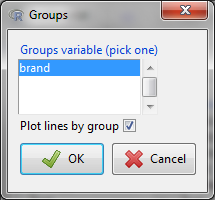 Groups
Groups variable (pick one)
brand
Plot lines by group
OK Cancel